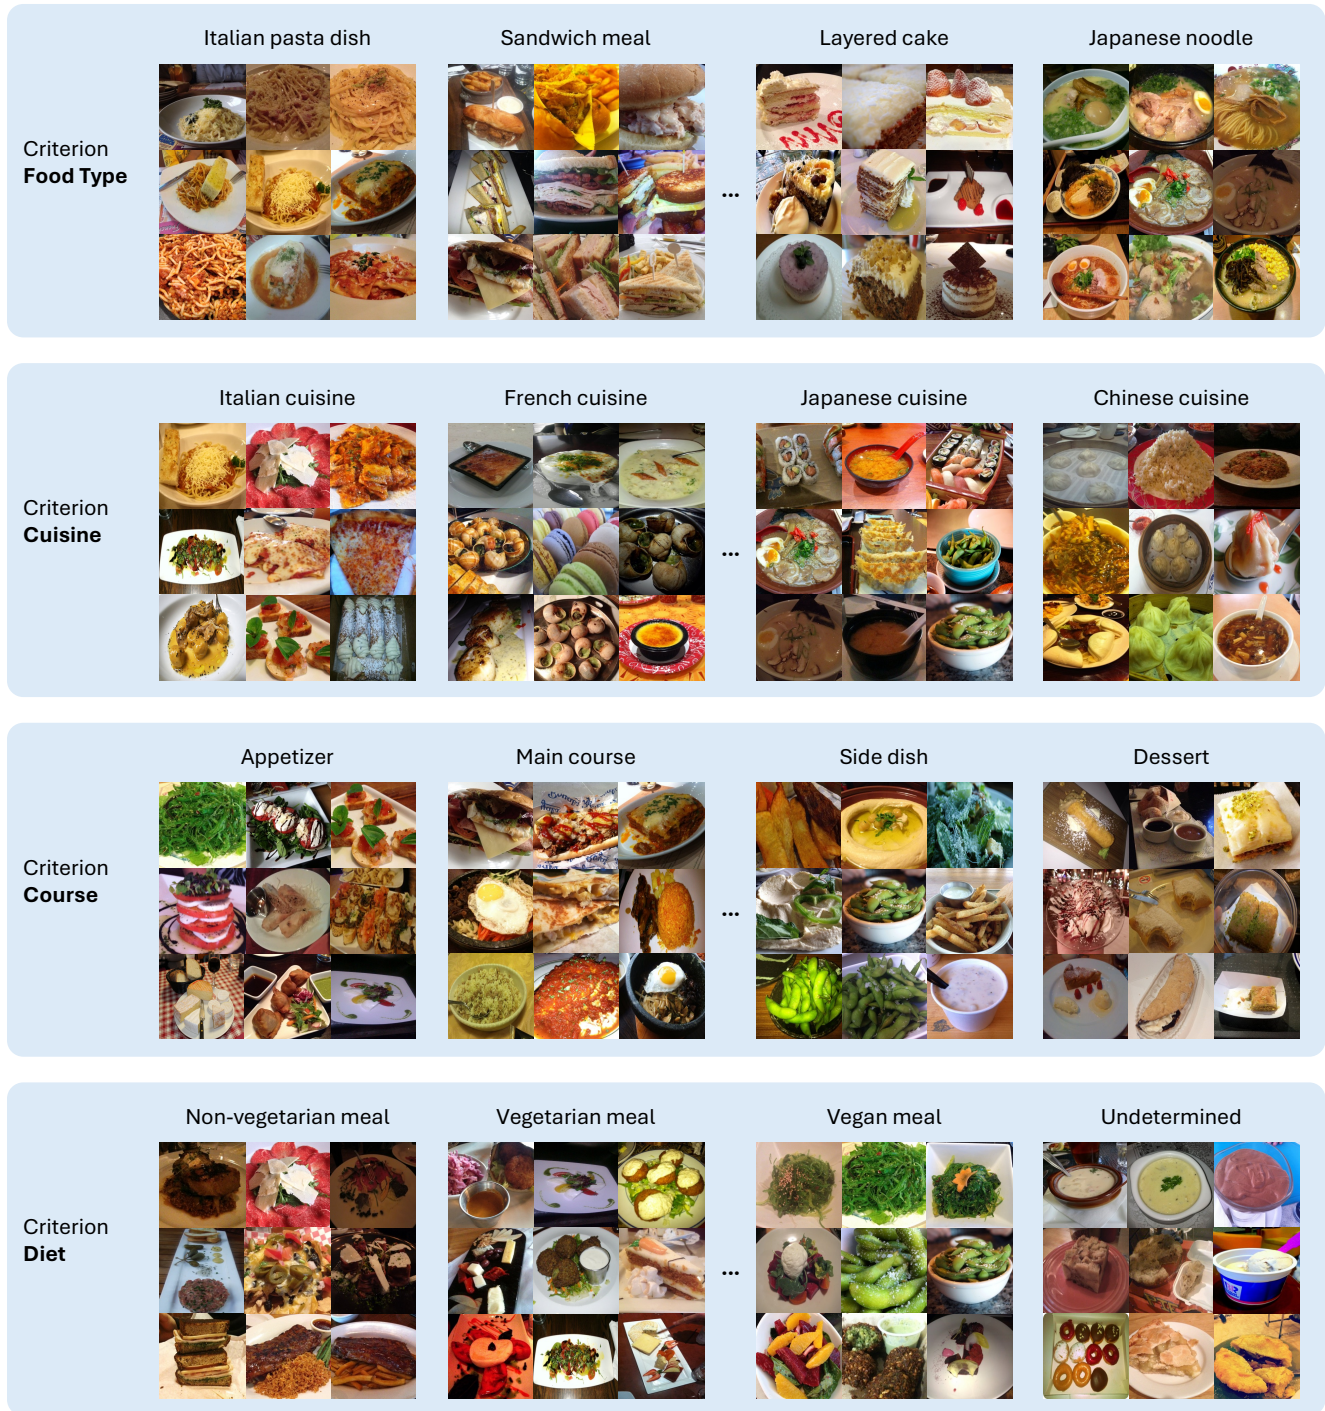 Italian pasta dish
Sandwich meal
Layered cake
Japanese noodle
Criterion
Food Type
...
Italian cuisine
French cuisine
Japanese cuisine
Chinese cuisine
Criterion
Cuisine
...
Appetizer
Main course
Side dish
Dessert
Criterion
Course
...
Non-vegetarian meal
Vegetarian meal
Vegan meal
Undetermined
Criterion
Diet
...